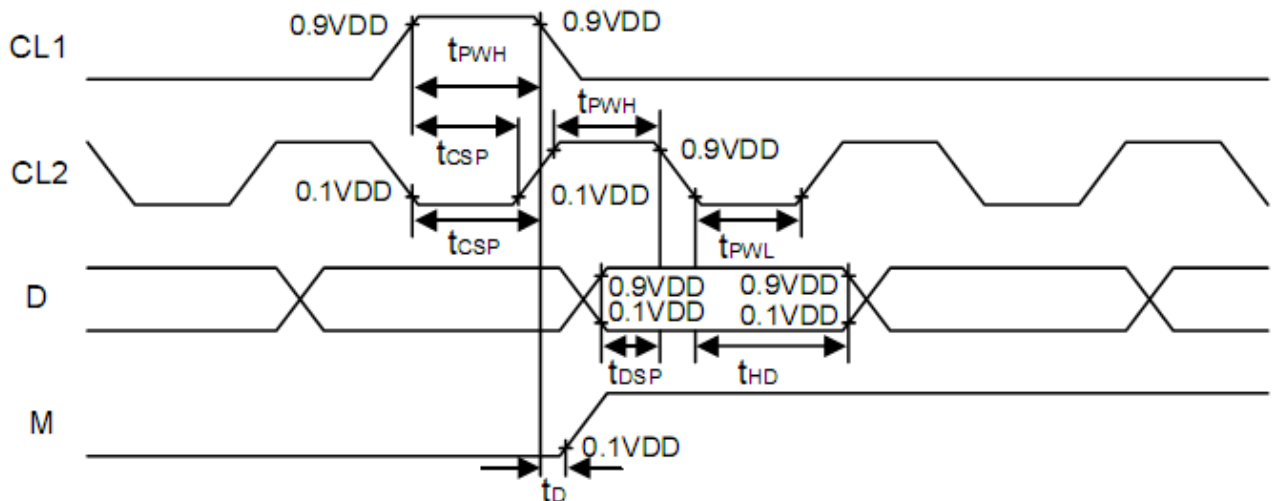 CL1
0.9VDD
0.9VDD
tPWH
tPWH
tCSP
CL2
0.9VDD
0.1VDD
0.1VDD
tCSP
tPWL
D
0.9VDD
0.9VDD
0.1VDD
0.1VDD
tDSP
tHD
M
0.1VDD
tD